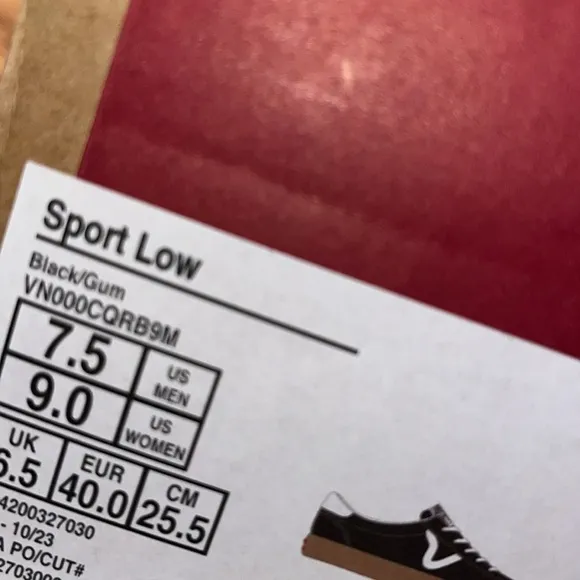 Sport Low
Black/Gum
VN000CQRB9M
7.5 US MEN
9.0 US WOMEN
UK EUR CM
6.5 40.0 25.5
4200327030
- 10/23
A PO/CUT#